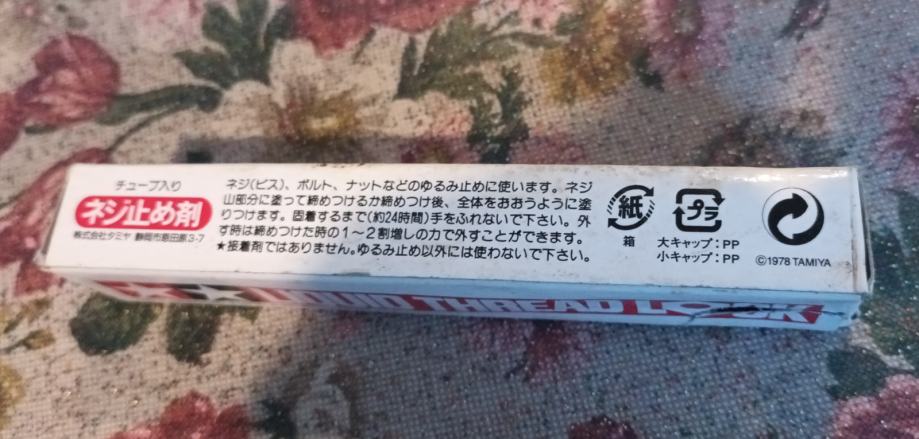 チューブ入り
ネジ止め剤
株式会社タミヤ 静岡市恩田原3-7
ネジ(ビス)、ボルト、ナットなどのゆるみ止めに使います。ネジ
山部分に塗って締めつけるか締めつけ後、全体をおおうように塗
りつけます。固着するまで(約24時間)手をふれないで下さい。外
す時は締めつけた時の1〜2割増しの力で外すことができます。
★接着剤ではありません。ゆるみ止め以外には使わないで下さい。
紙
箱
プラ
大キャップ:PP
小キャップ:PP
©1978 TAMIYA
LIQUID THREAD LOCK